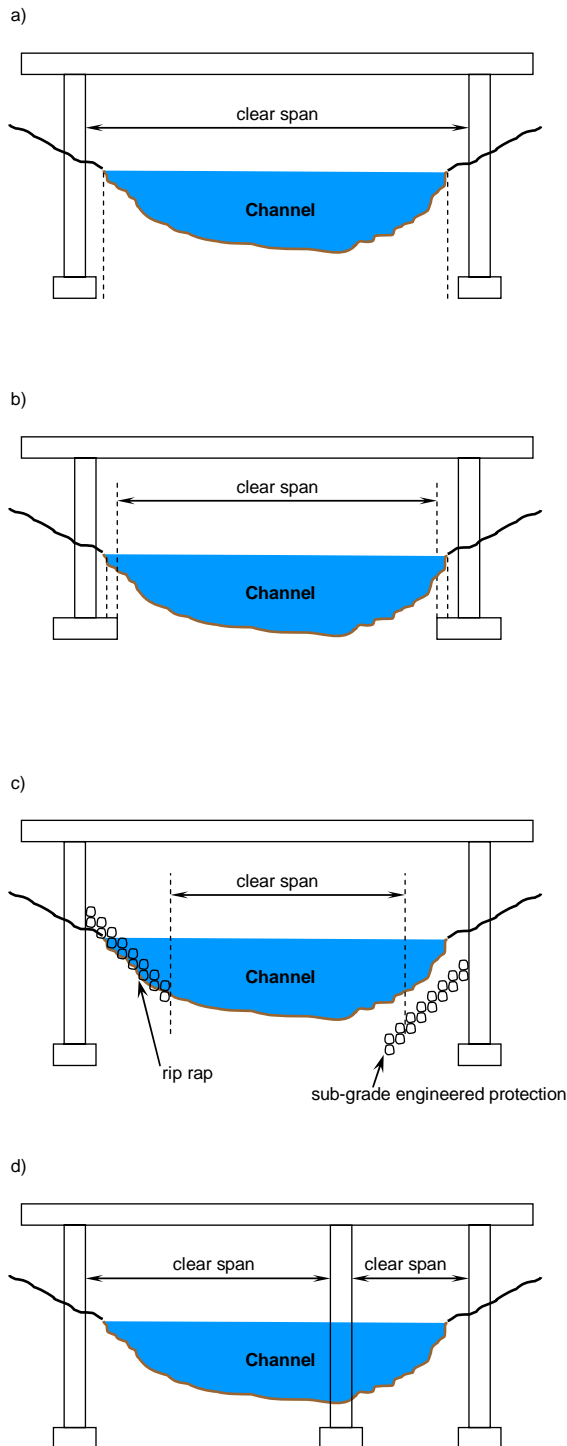 a)
clear span
Channel
b)
clear span
Channel
c)
clear span
Channel
rip rap
sub-grade engineered protection
d)
clear span
clear span
Channel